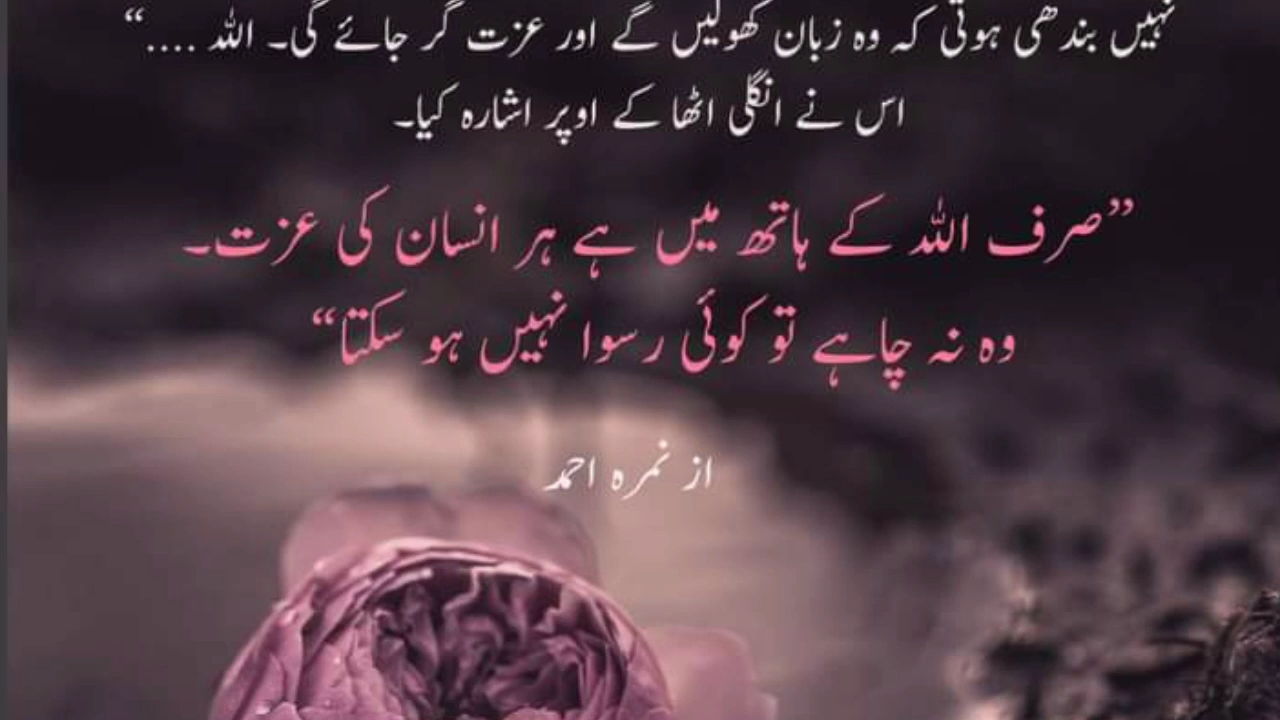 نہیں بندھی ہوتی کہ وہ زبان کھولیں گے اور عزت گر جائے گی۔ اللہ ....“
اس نے انگلی اٹھا کے اوپر اشارہ کیا۔
”صرف اللہ کے ہاتھ میں ہے ہر انسان کی عزت۔
وہ نہ چاہے تو کوئی رسوا نہیں ہو سکتا“
از نمرہ احمد